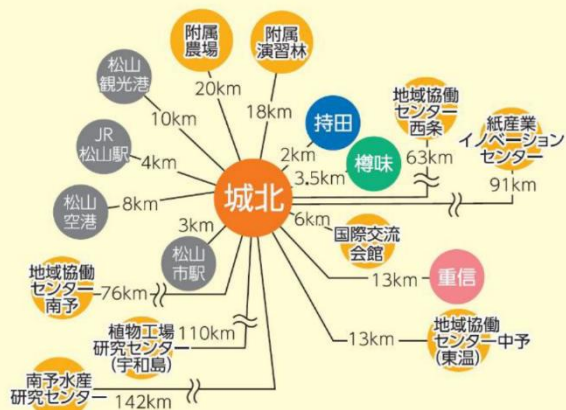 附属
農場
附属
演習林
松山
観光港
20km
18km
10km
持田
地域協働
センター
西条
紙産業
イノベーション
センター
JR
松山駅
4km
2km
樽味
3.5km
63km
91km
城北
松山
空港
8km
3km
6km
国際交流
会館
松山
市駅
13km
重信
地域協働
センター
南予
76km
植物工場
研究センター
(宇和島)
110km
13km
地域協働
センター中予
(東温)
南予水産
研究センター
142km